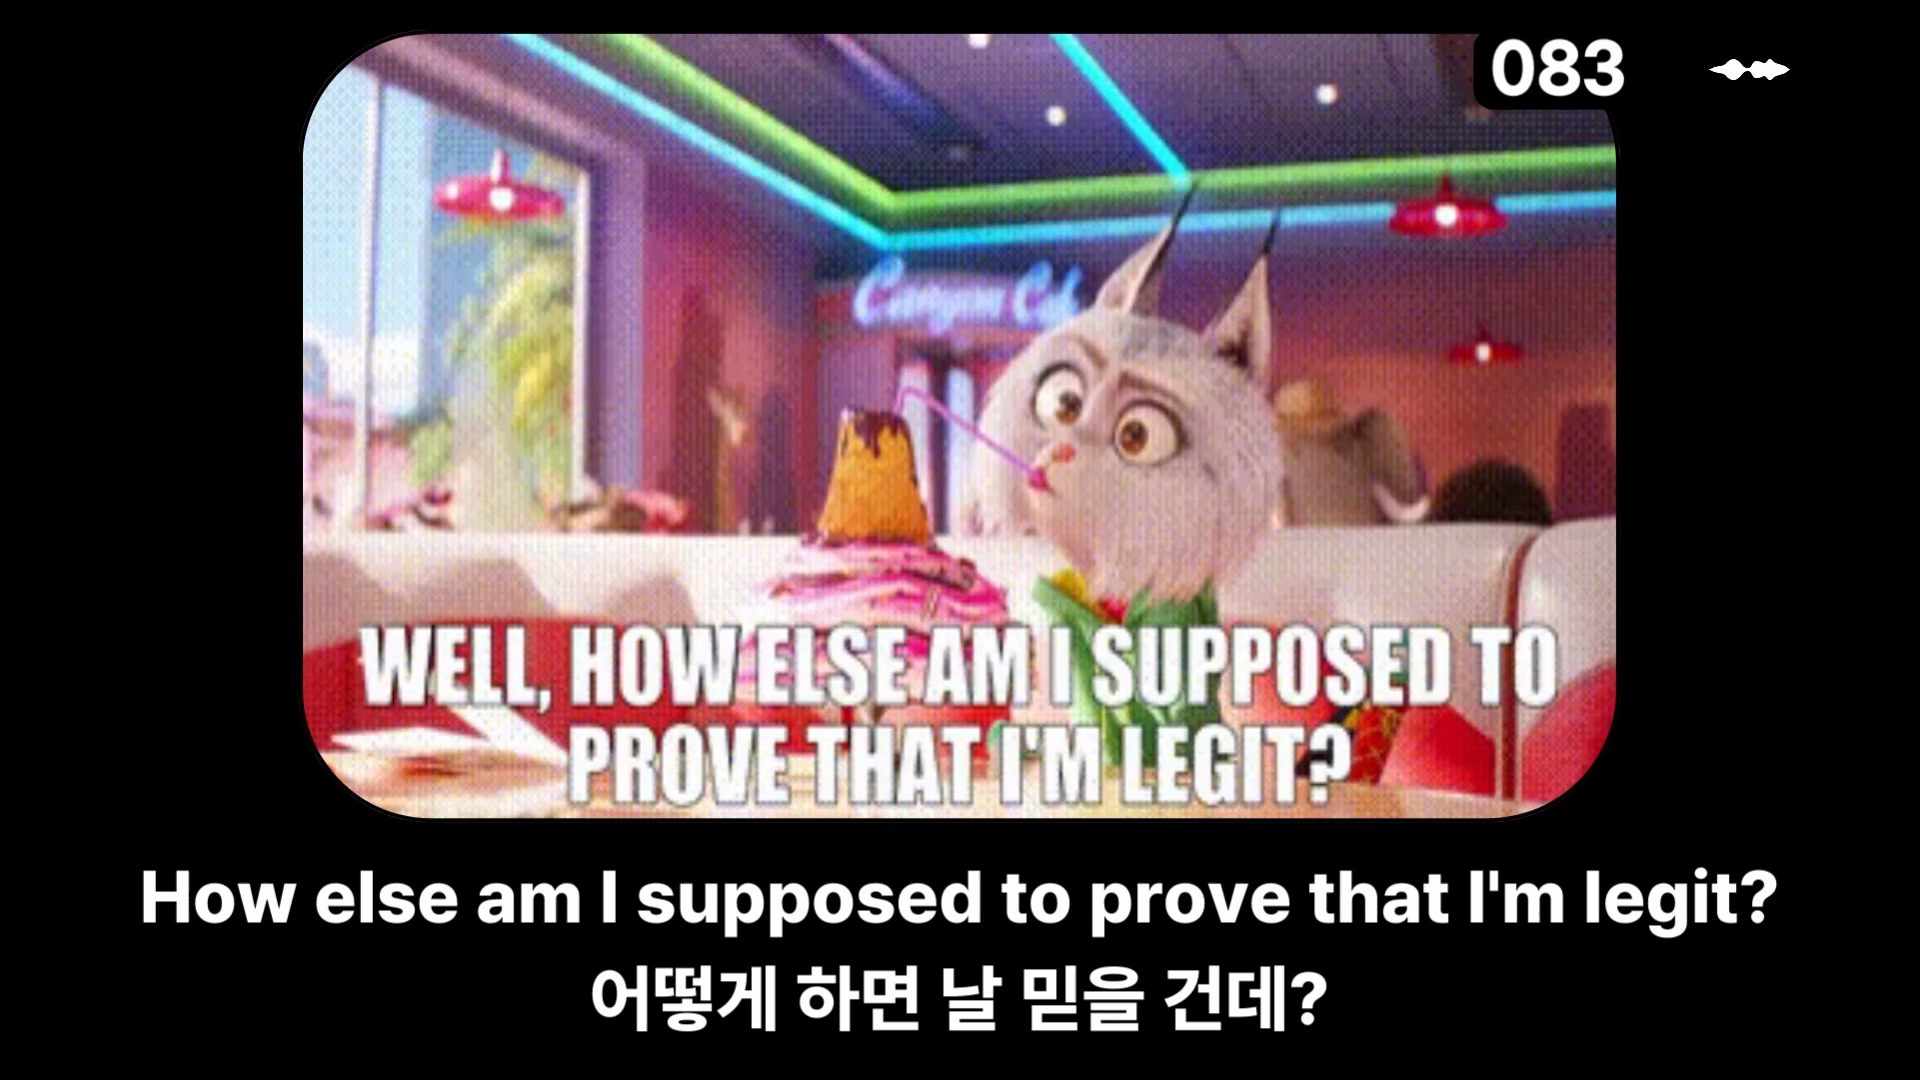 083
Canyon Cafe
WELL, HOW ELSE AM I SUPPOSED TO
PROVE THAT I'M LEGIT?
How else am I supposed to prove that I'm legit?
어떻게 하면 날 믿을 건데?